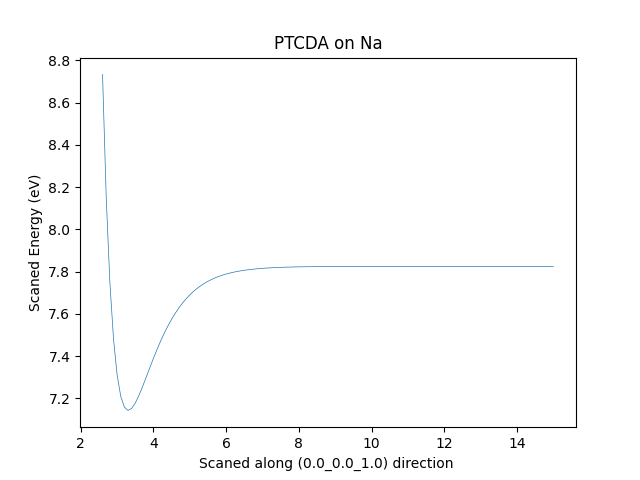 PTCDA on Na
Scaned Energy (eV)
8.8
8.6
8.4
8.2
8.0
7.8
7.6
7.4
7.2
2 4 6 8 10 12 14
Scaned along (0.0_0.0_1.0) direction